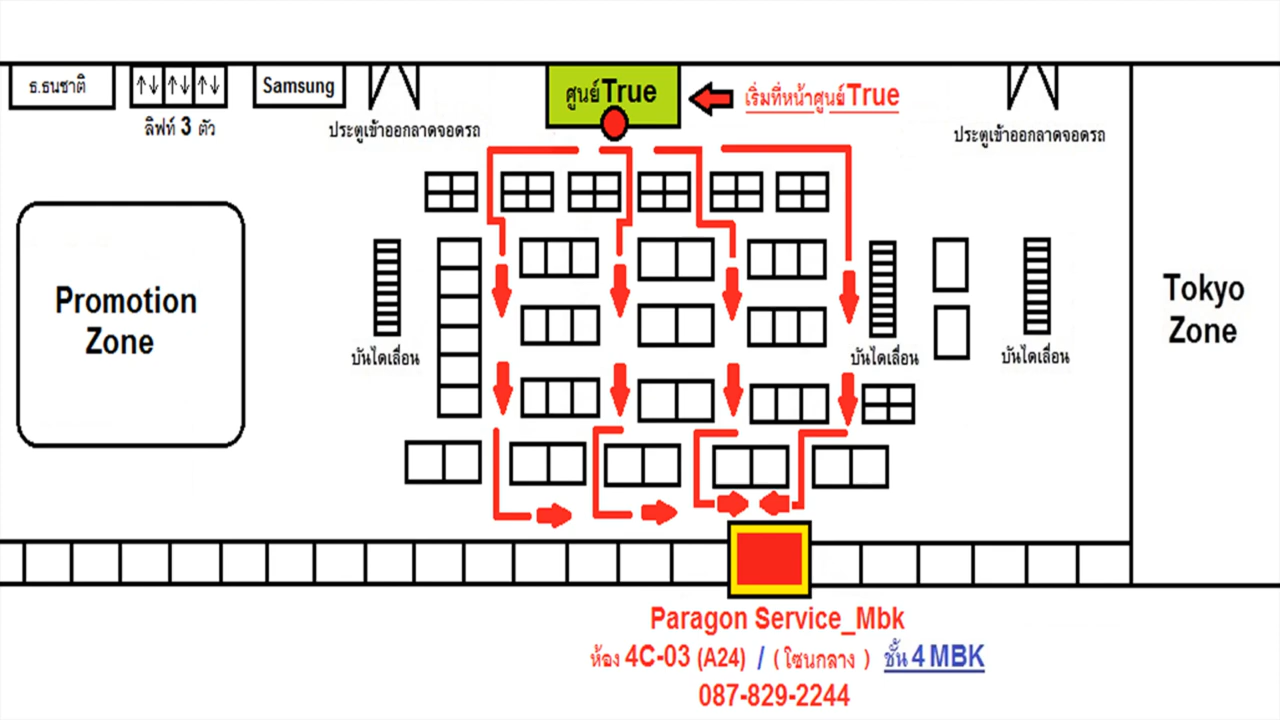 ธ.ธนชาติ
Samsung
ศูนย์ True
เริ่มที่หน้าศูนย์ True
ลิฟท์ 3 ตัว
ประตูเข้าออกลาดจอดรถ
ประตูเข้าออกลาดจอดรถ
Promotion
Zone
Tokyo
Zone
บันไดเลื่อน
บันไดเลื่อน
บันไดเลื่อน
Paragon Service_Mbk
ห้อง 4C-03 (A24) / ( โซนกลาง ) ชั้น 4 MBK
087-829-2244